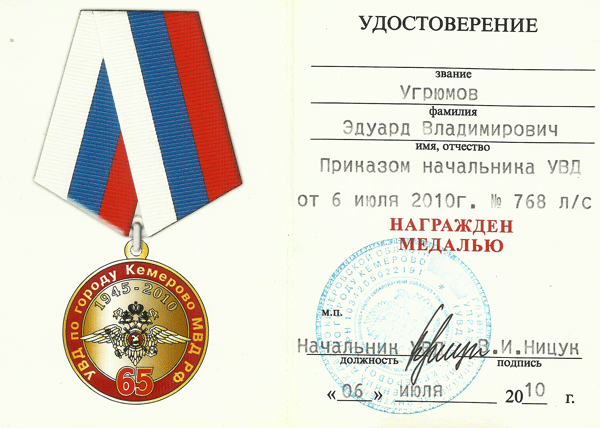 УВД по городу Кемерово МВД РФ
1945-2010
65
УДОСТОВЕРЕНИЕ
звание
Угрюмов
фамилия
Эдуард Владимирович
имя, отчество
Приказом начальника УВД
от 6 июля 2010г. № 768 л/с
НАГРАЖДЕН
МЕДАЛЬЮ
м.п.
Начальник УВД В.И.Ницук
должность подпись
«06» июля 2010 г.